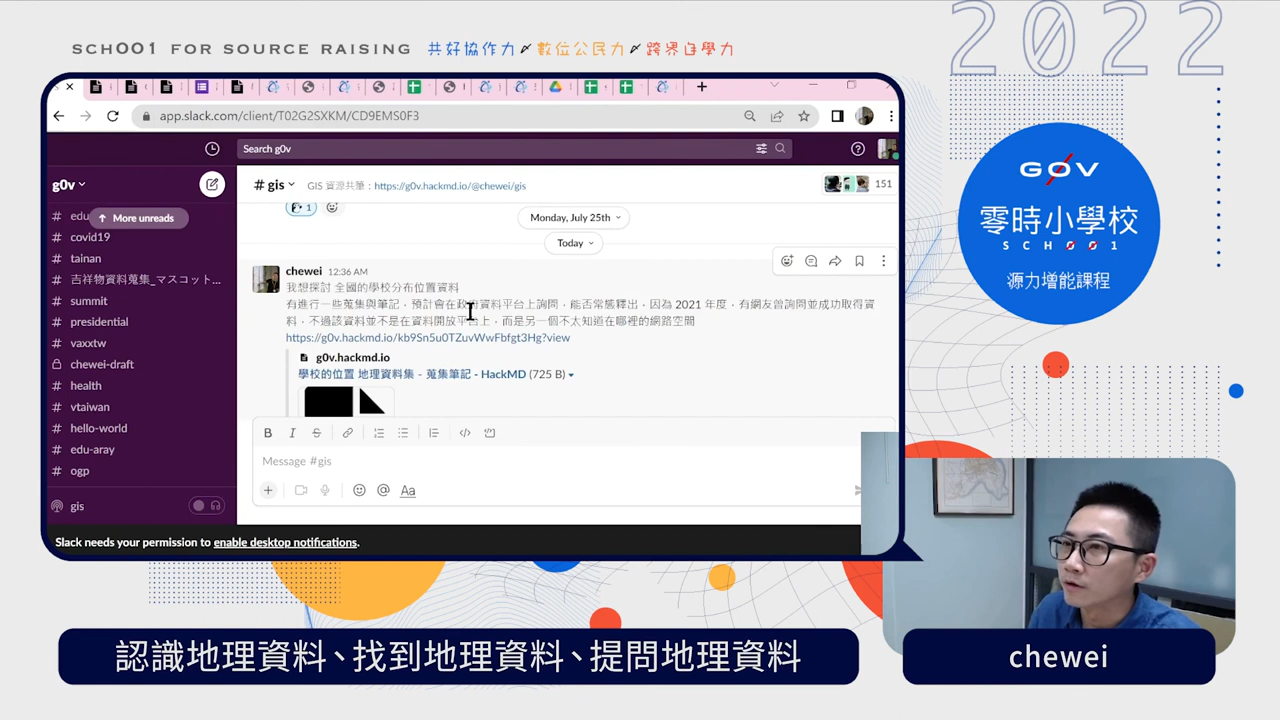 SCHOO1 FOR SOURCE RAISING 共好協作力 數位公民力 跨界自學力
2022
app.slack.com/client/T02G2SXKM/CD9EMS0F3
Search g0v
g0v
More unreads
# edu
# covid19
# tainan
# 吉祥物資料蒐集_マスコット...
# summit
# presidential
# vaxxtw
chewei-draft
# health
# vtaiwan
# hello-world
# edu-aray
# ogp
gis
# gis
GIS 資源共筆：https://g0v.hackmd.io/@chewei/gis
151
1
Monday, July 25th
Today
chewei 12:36 AM
我想探討 全國的學校分布位置資料
有進行一些蒐集與筆記，預計會在政府資料平台上詢問，能否常態釋出，因為 2021 年度，有網友曾詢問並成功取得資
料，不過該資料並不是在資料開放平台上，而是另一個不太知道在哪裡的網路空間
https://g0v.hackmd.io/kb9Sn5u0TZuvWwFbfgt3Hg?view
g0v.hackmd.io
學校的位置 地理資料集 - 蒐集筆記 - HackMD (725 B)
B I S
Message #gis
Aa
Slack needs your permission to enable desktop notifications.
G0V
零時小學校
SCHOO1
源力增能課程
認識地理資料、找到地理資料、提問地理資料
chewei